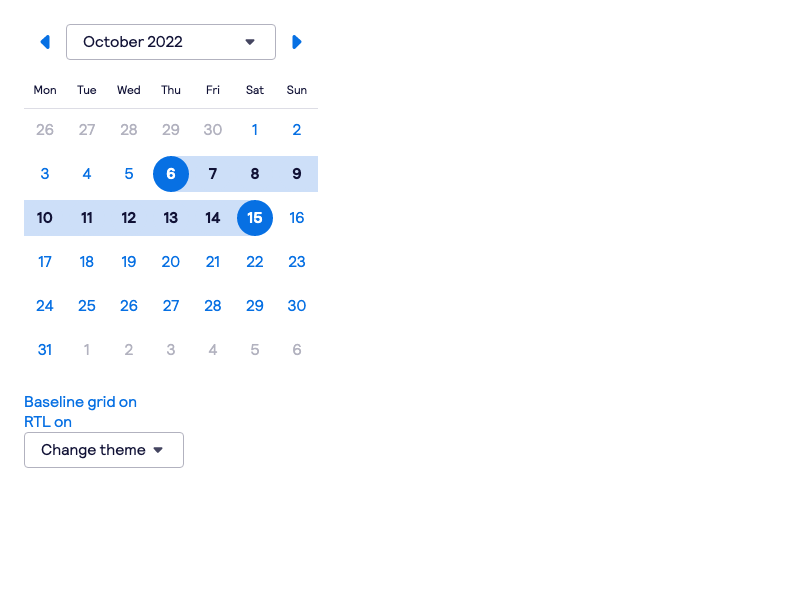 October 2022
Mon Tue Wed Thu Fri Sat Sun
26 27 28 29 30 1 2
3 4 5 6 7 8 9
10 11 12 13 14 15 16
17 18 19 20 21 22 23
24 25 26 27 28 29 30
31 1 2 3 4 5 6
Baseline grid on
RTL on
Change theme